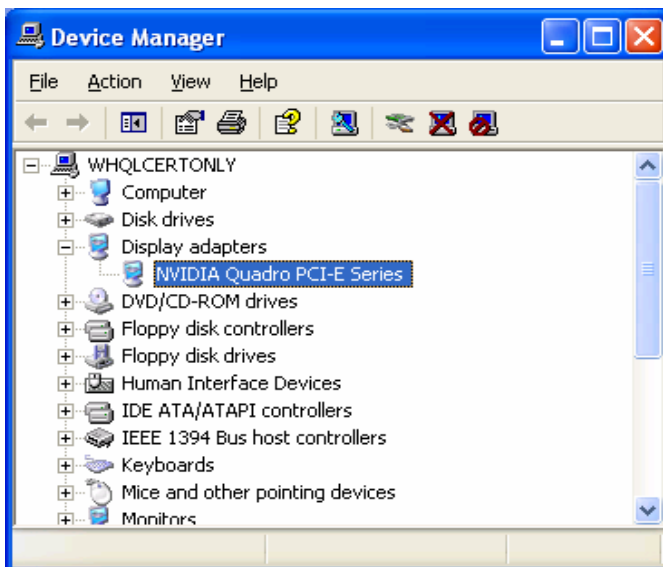 Device Manager
File Action View Help
WHQLCERTONLY
Computer
Disk drives
Display adapters
NVIDIA Quadro PCI-E Series
DVD/CD-ROM drives
Floppy disk controllers
Floppy disk drives
Human Interface Devices
IDE ATA/ATAPI controllers
IEEE 1394 Bus host controllers
Keyboards
Mice and other pointing devices
Monitors